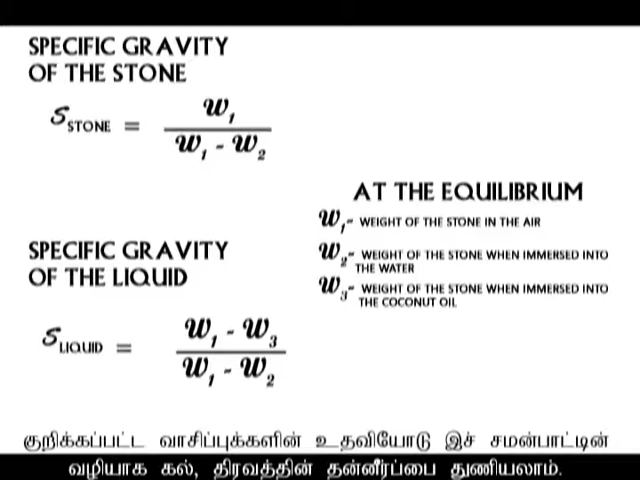 SPECIFIC GRAVITY
OF THE STONE
S STONE = W1 / W1 - W2
AT THE EQUILIBRIUM
W1- WEIGHT OF THE STONE IN THE AIR
W2- WEIGHT OF THE STONE WHEN IMMERSED INTO
THE WATER
W3- WEIGHT OF THE STONE WHEN IMMERSED INTO
THE COCONUT OIL
SPECIFIC GRAVITY
OF THE LIQUID
S LIQUID = W1 - W3 / W1 - W2
குறிக்கப்பட்ட வாசிப்புக்களின் உதவியோடு இச் சமன்பாட்டின்
வழியாக கல், திரவத்தின் தன்னீர்ப்பை துணியலாம்.